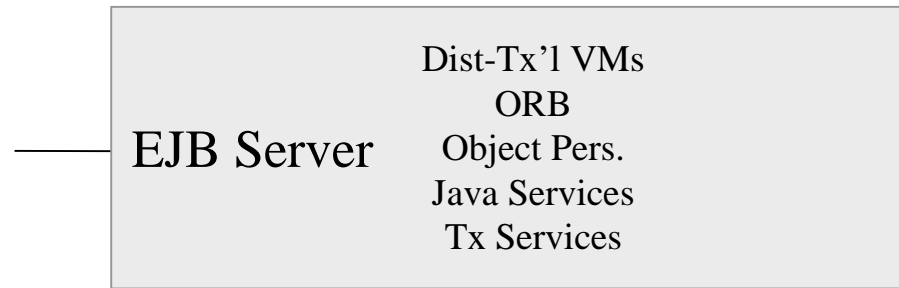 Dist-Tx'l VMs
ORB
EJB Server
Object Pers.
Java Services
Tx Services